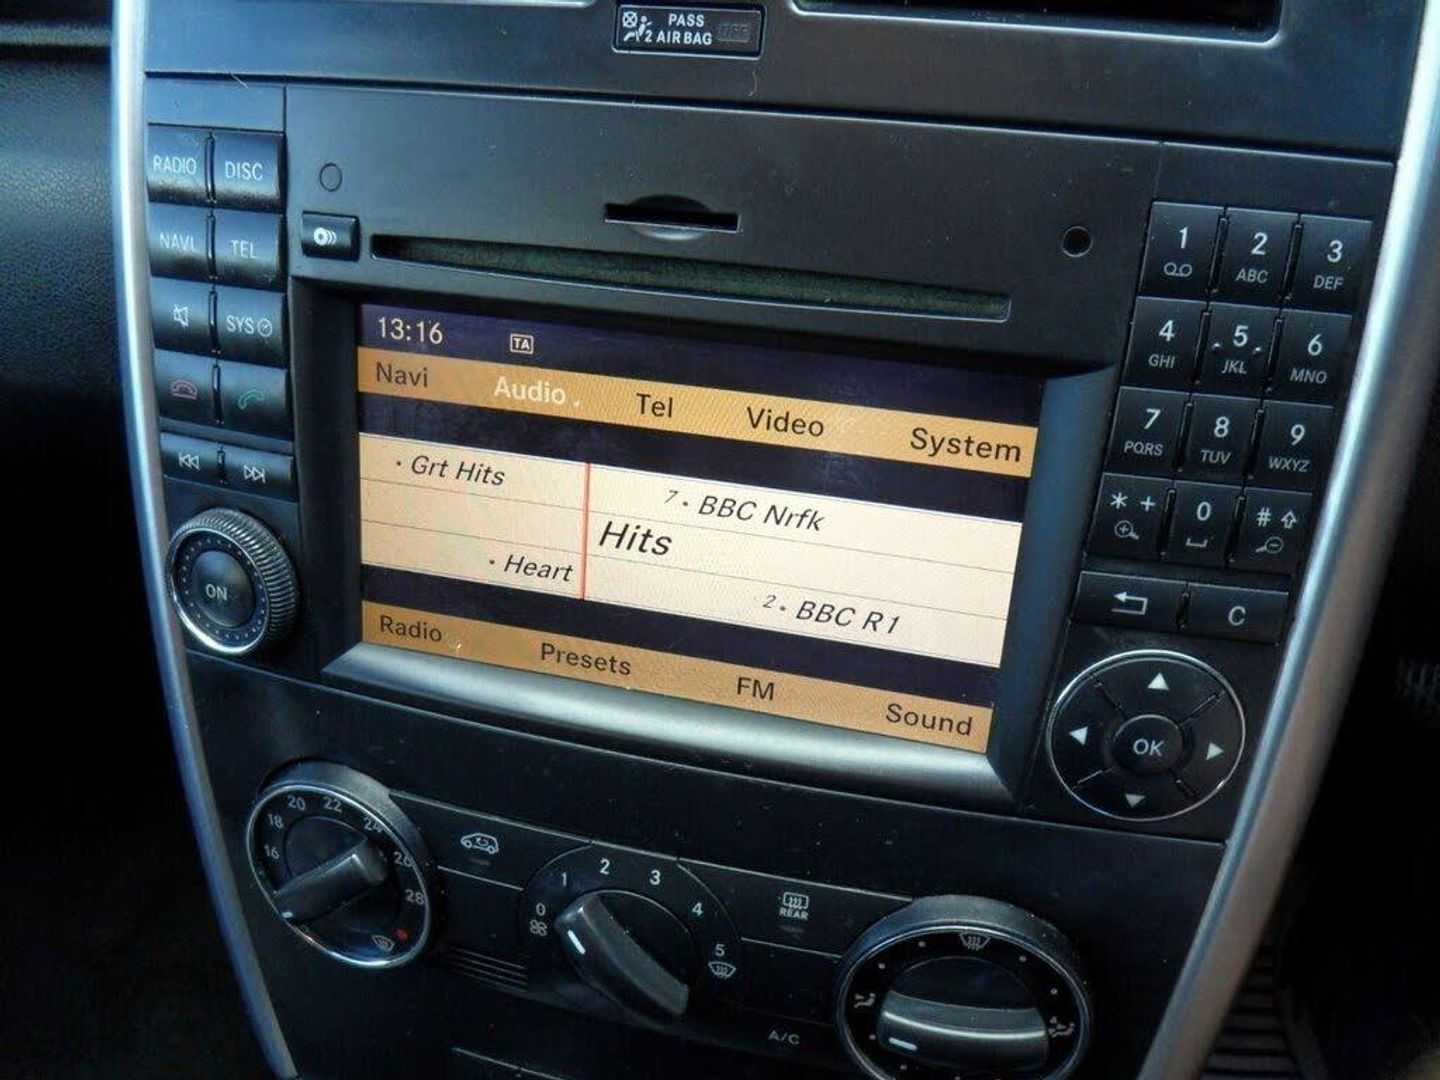 PASS
2 AIR BAG OFF
RADIO DISC
NAVI TEL
SYS
ON
13:16 TA
Navi Audio Tel Video System
· Grt Hits
7 · BBC Nrfk
Hits
· Heart
2 · BBC R1
Radio Presets FM Sound
1 2 ABC 3 DEF
4 GHI 5 JKL 6 MNO
7 PQRS 8 TUV 9 WXYZ
* + 0 #
C
OK
16 18 20 22 24 26 28
0 1 2 3 4 5
REAR
A/C